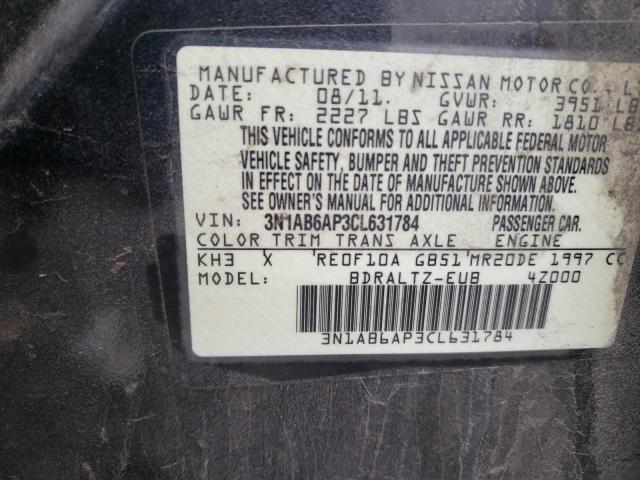 MANUFACTURED BY NISSAN MOTOR CO.,
DATE: 08/11. GVWR: 3951
GAWR FR: 2227 LBS GAWR RR: 1810
THIS VEHICLE CONFORMS TO ALL APPLICABLE FEDERAL MOTOR
VEHICLE SAFETY, BUMPER AND THEFT PREVENTION STANDARDS
IN EFFECT ON THE DATE OF MANUFACTURE SHOWN ABOVE.
SEE OWNER'S MANUAL FOR ADDITIONAL INFORMATION.
VIN: 3N1AB6AP3CL631784 PASSENGER CAR.
COLOR TRIM TRANS AXLE ENGINE
KH3 X RE0F10A GB51 MR20DE 1997 CC
MODEL: BDRALTZ-EUB 4Z000
3N1AB6AP3CL631784